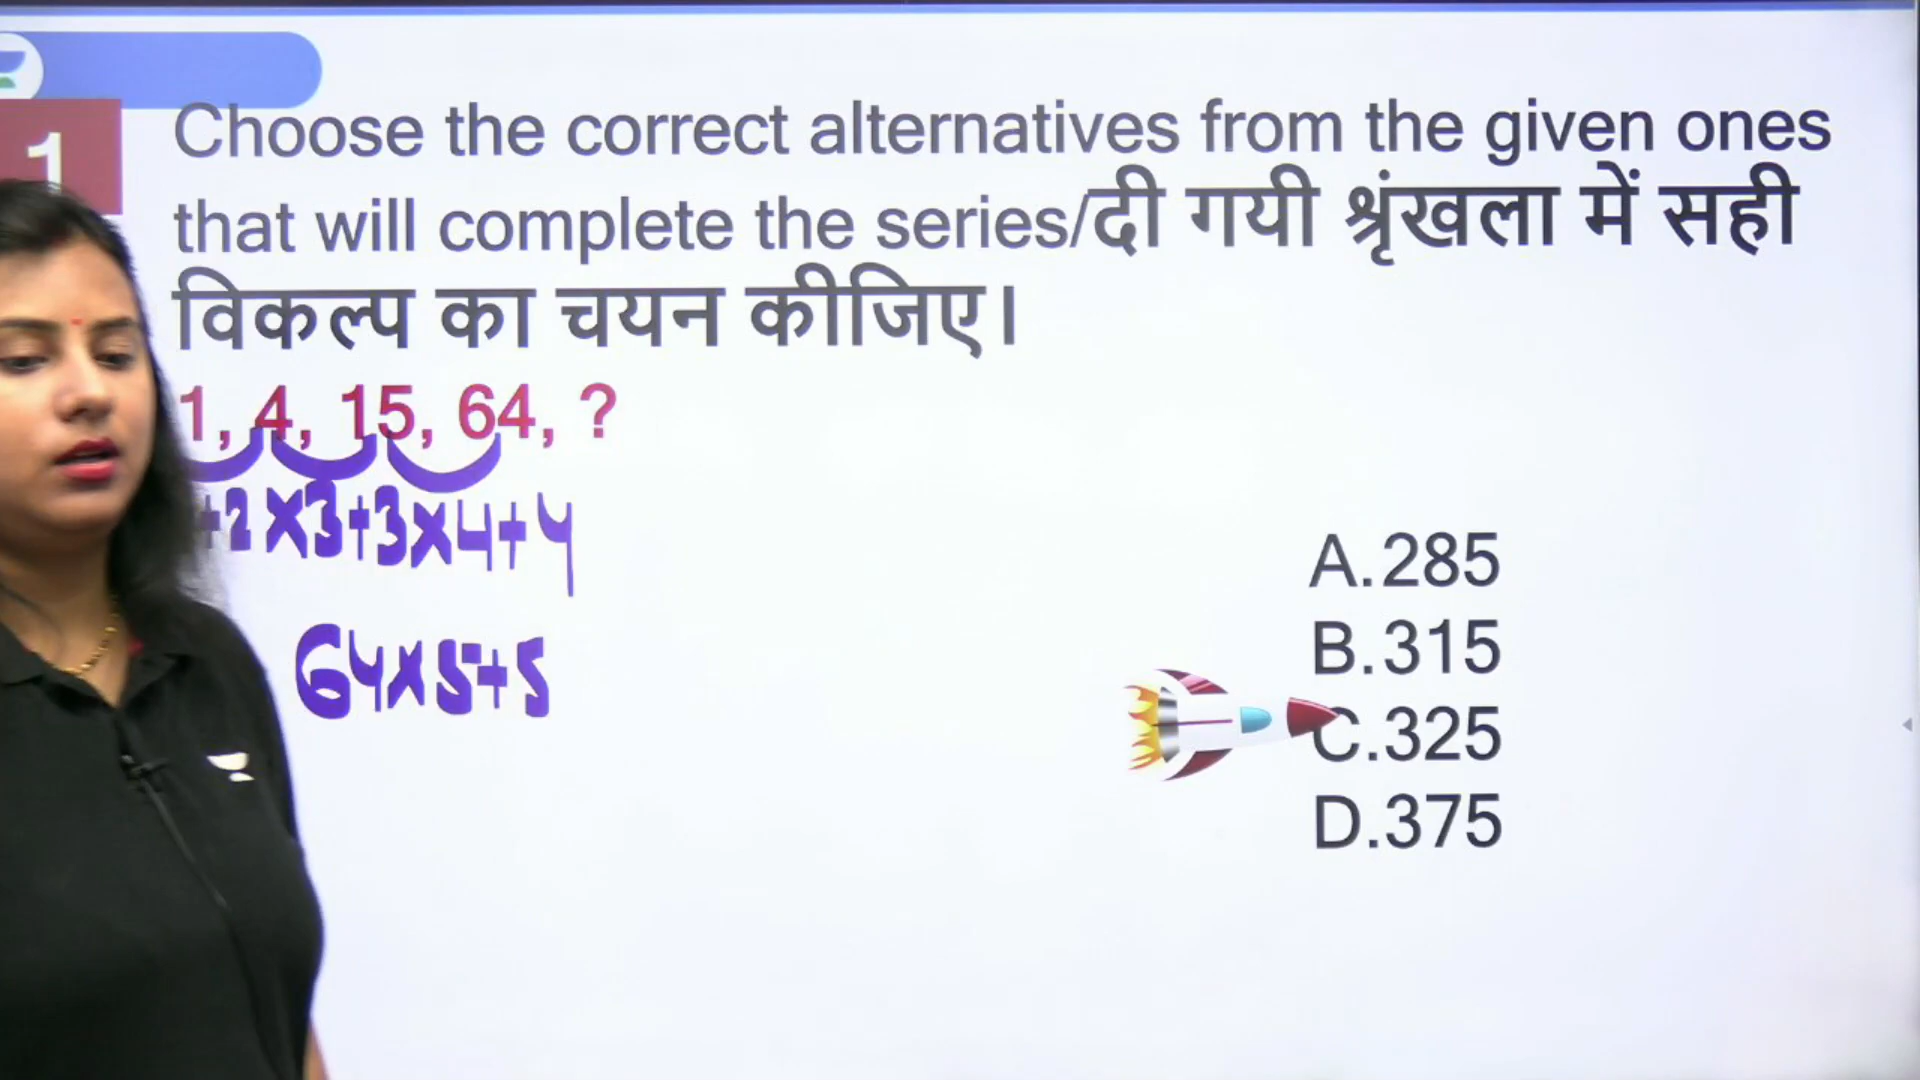 1
Choose the correct alternatives from the given ones
that will complete the series/दी गयी श्रृंखला में सही
विकल्प का चयन कीजिए।
1, 4, 15, 64, ?
+2 ×3+3 ×4+4
64×5+5
A.285
B.315
C.325
D.375